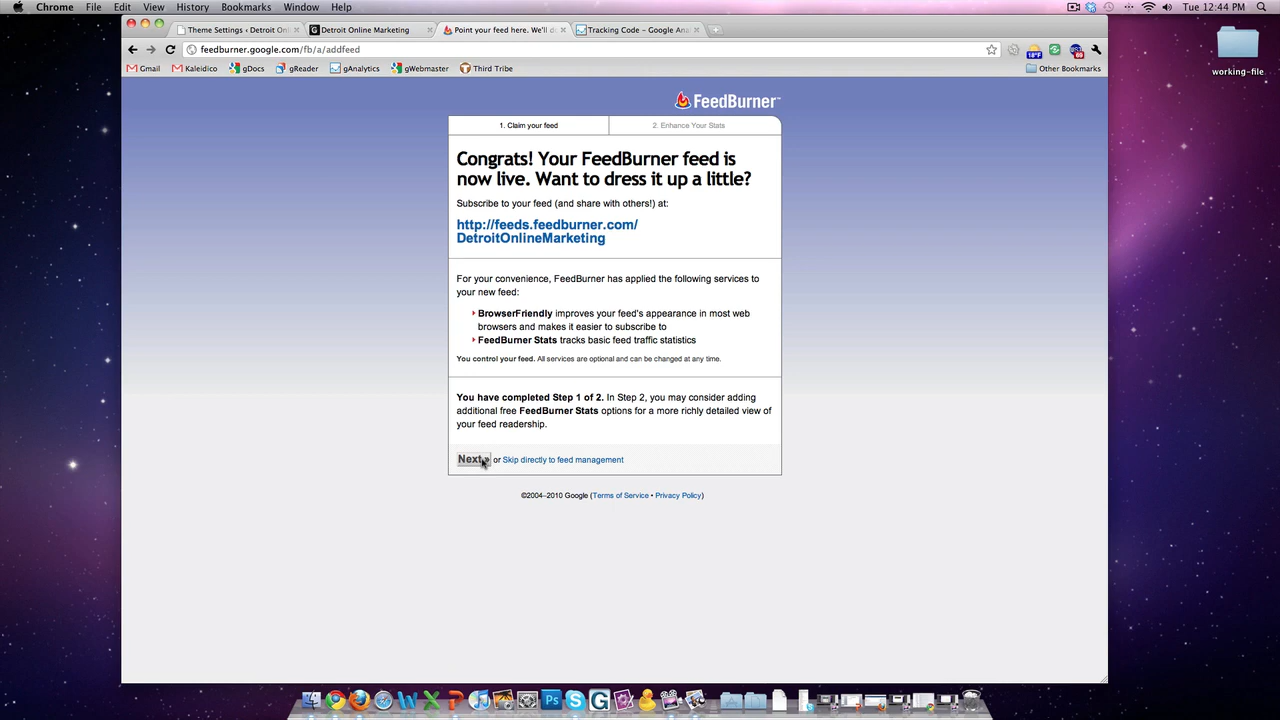 Chrome File Edit View History Bookmarks Window Help Tue 12:44 PM
Theme Settings ‹ Detroit Onl Detroit Online Marketing Point your feed here. We'll do Tracking Code - Google Ana
feedburner.google.com/fb/a/addfeed
Gmail Kaleidico gDocs gReader gAnalytics gWebmaster Third Tribe Other Bookmarks
working-file
FeedBurner
1. Claim your feed 2. Enhance Your Stats
Congrats! Your FeedBurner feed is
now live. Want to dress it up a little?
Subscribe to your feed (and share with others!) at:
http://feeds.feedburner.com/
DetroitOnlineMarketing
For your convenience, FeedBurner has applied the following services to
your new feed:
BrowserFriendly improves your feed's appearance in most web
browsers and makes it easier to subscribe to
FeedBurner Stats tracks basic feed traffic statistics
You control your feed. All services are optional and can be changed at any time.
You have completed Step 1 of 2. In Step 2, you may consider adding
additional free FeedBurner Stats options for a more richly detailed view of
your feed readership.
Next » or Skip directly to feed management
©2004–2010 Google (Terms of Service • Privacy Policy)